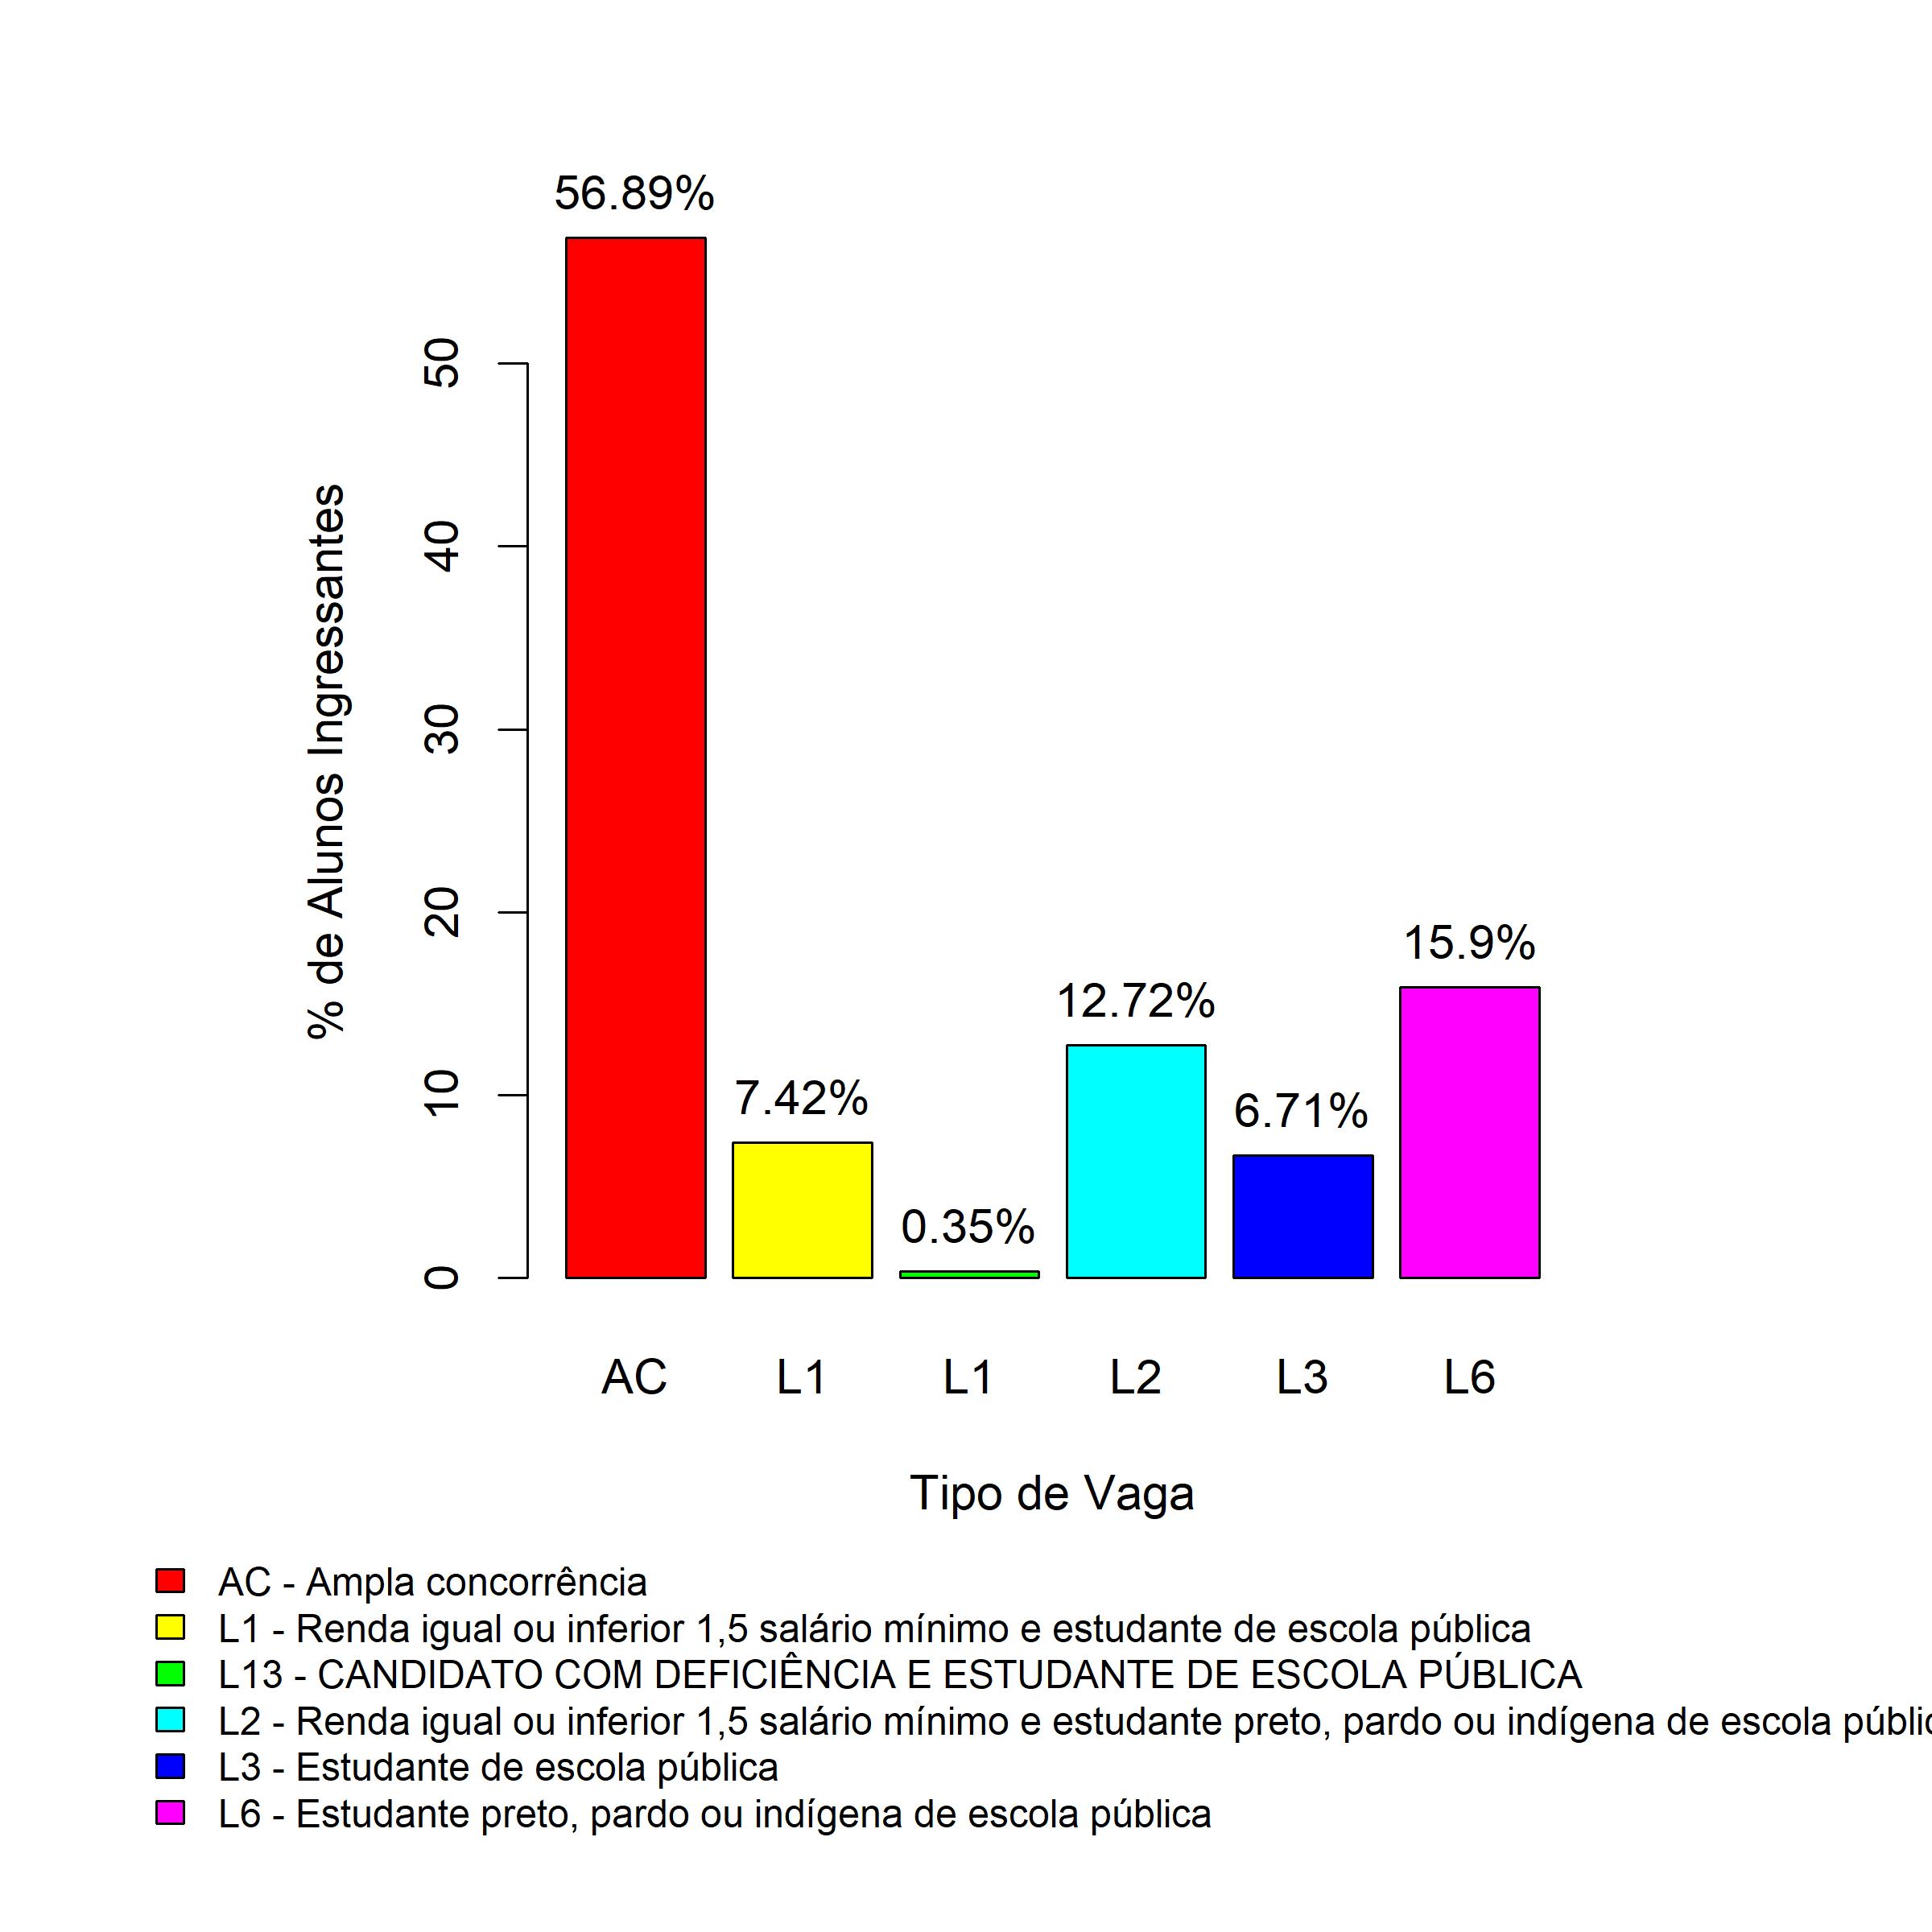 56.89%
50
40
30
20
10
0
% de Alunos Ingressantes
7.42%
0.35%
12.72%
6.71%
15.9%
AC L1 L1 L2 L3 L6
Tipo de Vaga
AC - Ampla concorrência
L1 - Renda igual ou inferior 1,5 salário mínimo e estudante de escola pública
L13 - CANDIDATO COM DEFICIÊNCIA E ESTUDANTE DE ESCOLA PÚBLICA
L2 - Renda igual ou inferior 1,5 salário mínimo e estudante preto, pardo ou indígena de escola
L3 - Estudante de escola pública
L6 - Estudante preto, pardo ou indígena de escola pública